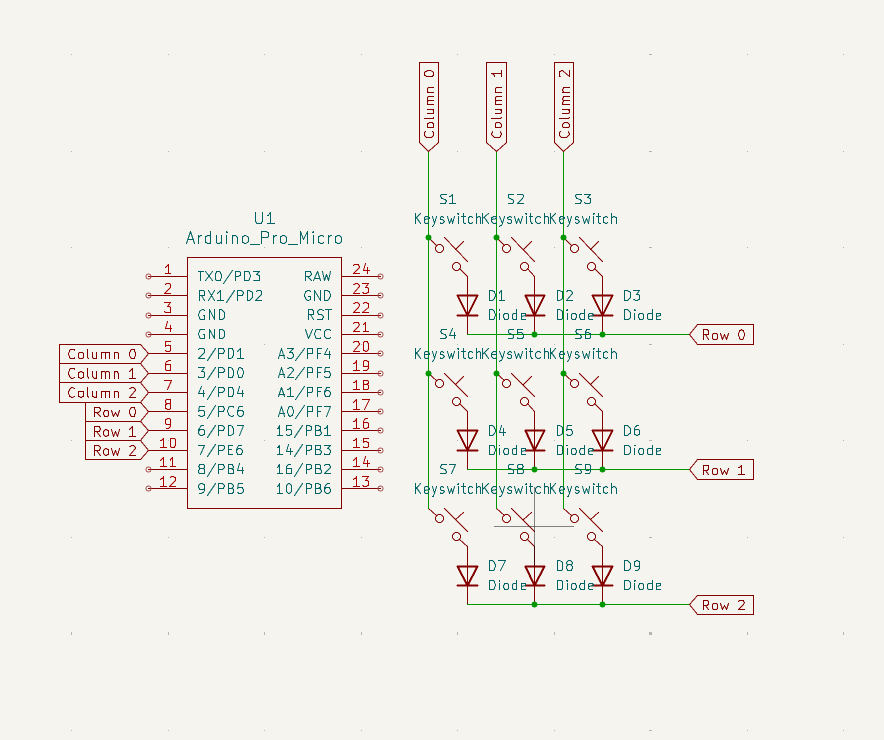 Column 0
Column 1
Column 2
U1
Arduino_Pro_Micro
1 TX0/PD3 RAW 24
2 RX1/PD2 GND 23
3 GND RST 22
4 GND VCC 21
Column 0 5 2/PD1 A3/PF4 20
Column 1 6 3/PD0 A2/PF5 19
Column 2 7 4/PD4 A1/PF6 18
Row 0 8 5/PC6 A0/PF7 17
Row 1 9 6/PD7 15/PB1 16
Row 2 10 7/PE6 14/PB3 15
11 8/PB4 16/PB2 14
12 9/PB5 10/PB6 13
S1 S2 S3
Keyswitch Keyswitch Keyswitch
D1 D2 D3
Diode Diode Diode
Row 0
S4 S5 S6
Keyswitch Keyswitch Keyswitch
D4 D5 D6
Diode Diode Diode
Row 1
S7 S8 S9
Keyswitch Keyswitch Keyswitch
D7 D8 D9
Diode Diode Diode
Row 2